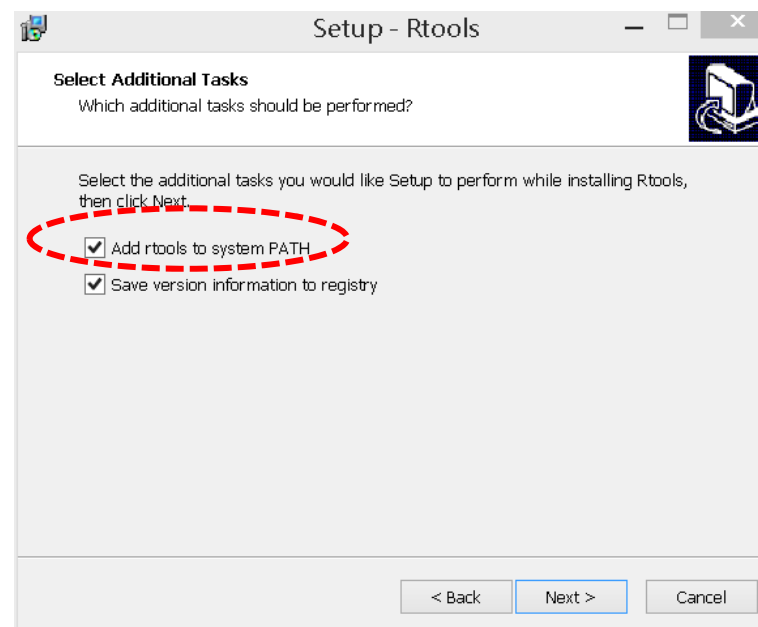 Setup - Rtools
Select Additional Tasks
Which additional tasks should be performed?
Select the additional tasks you would like Setup to perform while installing Rtools,
then click Next.
Add rtools to system PATH
Save version information to registry
< Back
Next >
Cancel